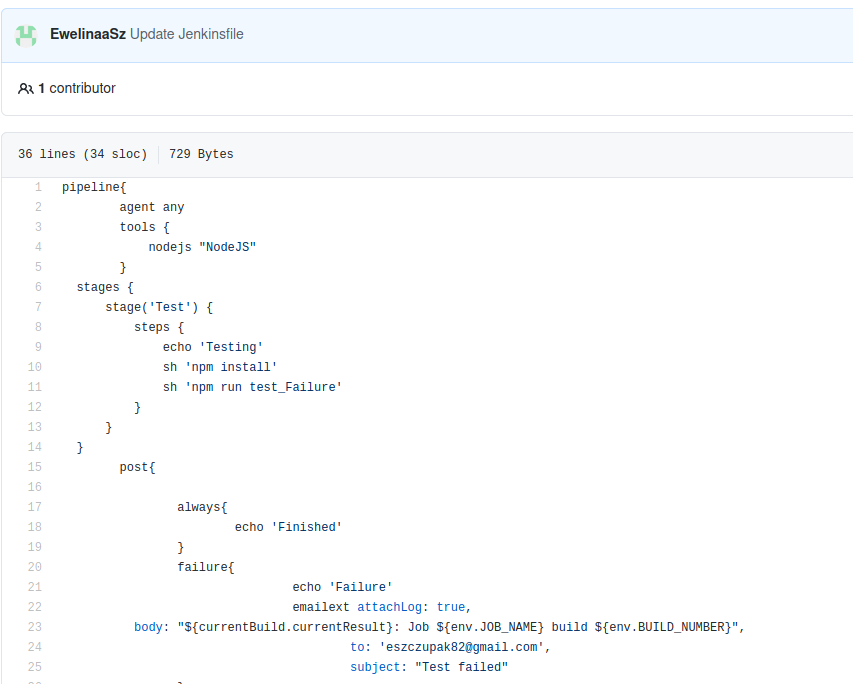 EwelinaaSz Update Jenkinsfile
1 contributor
36 lines (34 sloc) 729 Bytes
1 pipeline{
2 agent any
3 tools {
4 nodejs "NodeJS"
5 }
6 stages {
7 stage('Test') {
8 steps {
9 echo 'Testing'
10 sh 'npm install'
11 sh 'npm run test_Failure'
12 }
13 }
14 }
15 post{
16
17 always{
18 echo 'Finished'
19 }
20 failure{
21 echo 'Failure'
22 emailext attachLog: true,
23 body: "${currentBuild.currentResult}: Job ${env.JOB_NAME} build ${env.BUILD_NUMBER}",
24 to: 'eszczupak82@gmail.com',
25 subject: "Test failed"